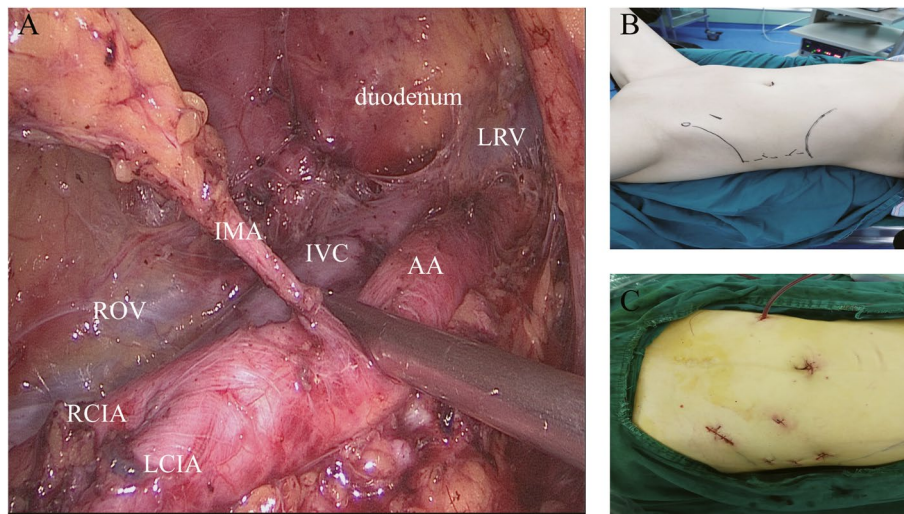 A
duodenum
LRV
IMA
IVC
AA
ROV
RCIA
LCIA
B
C